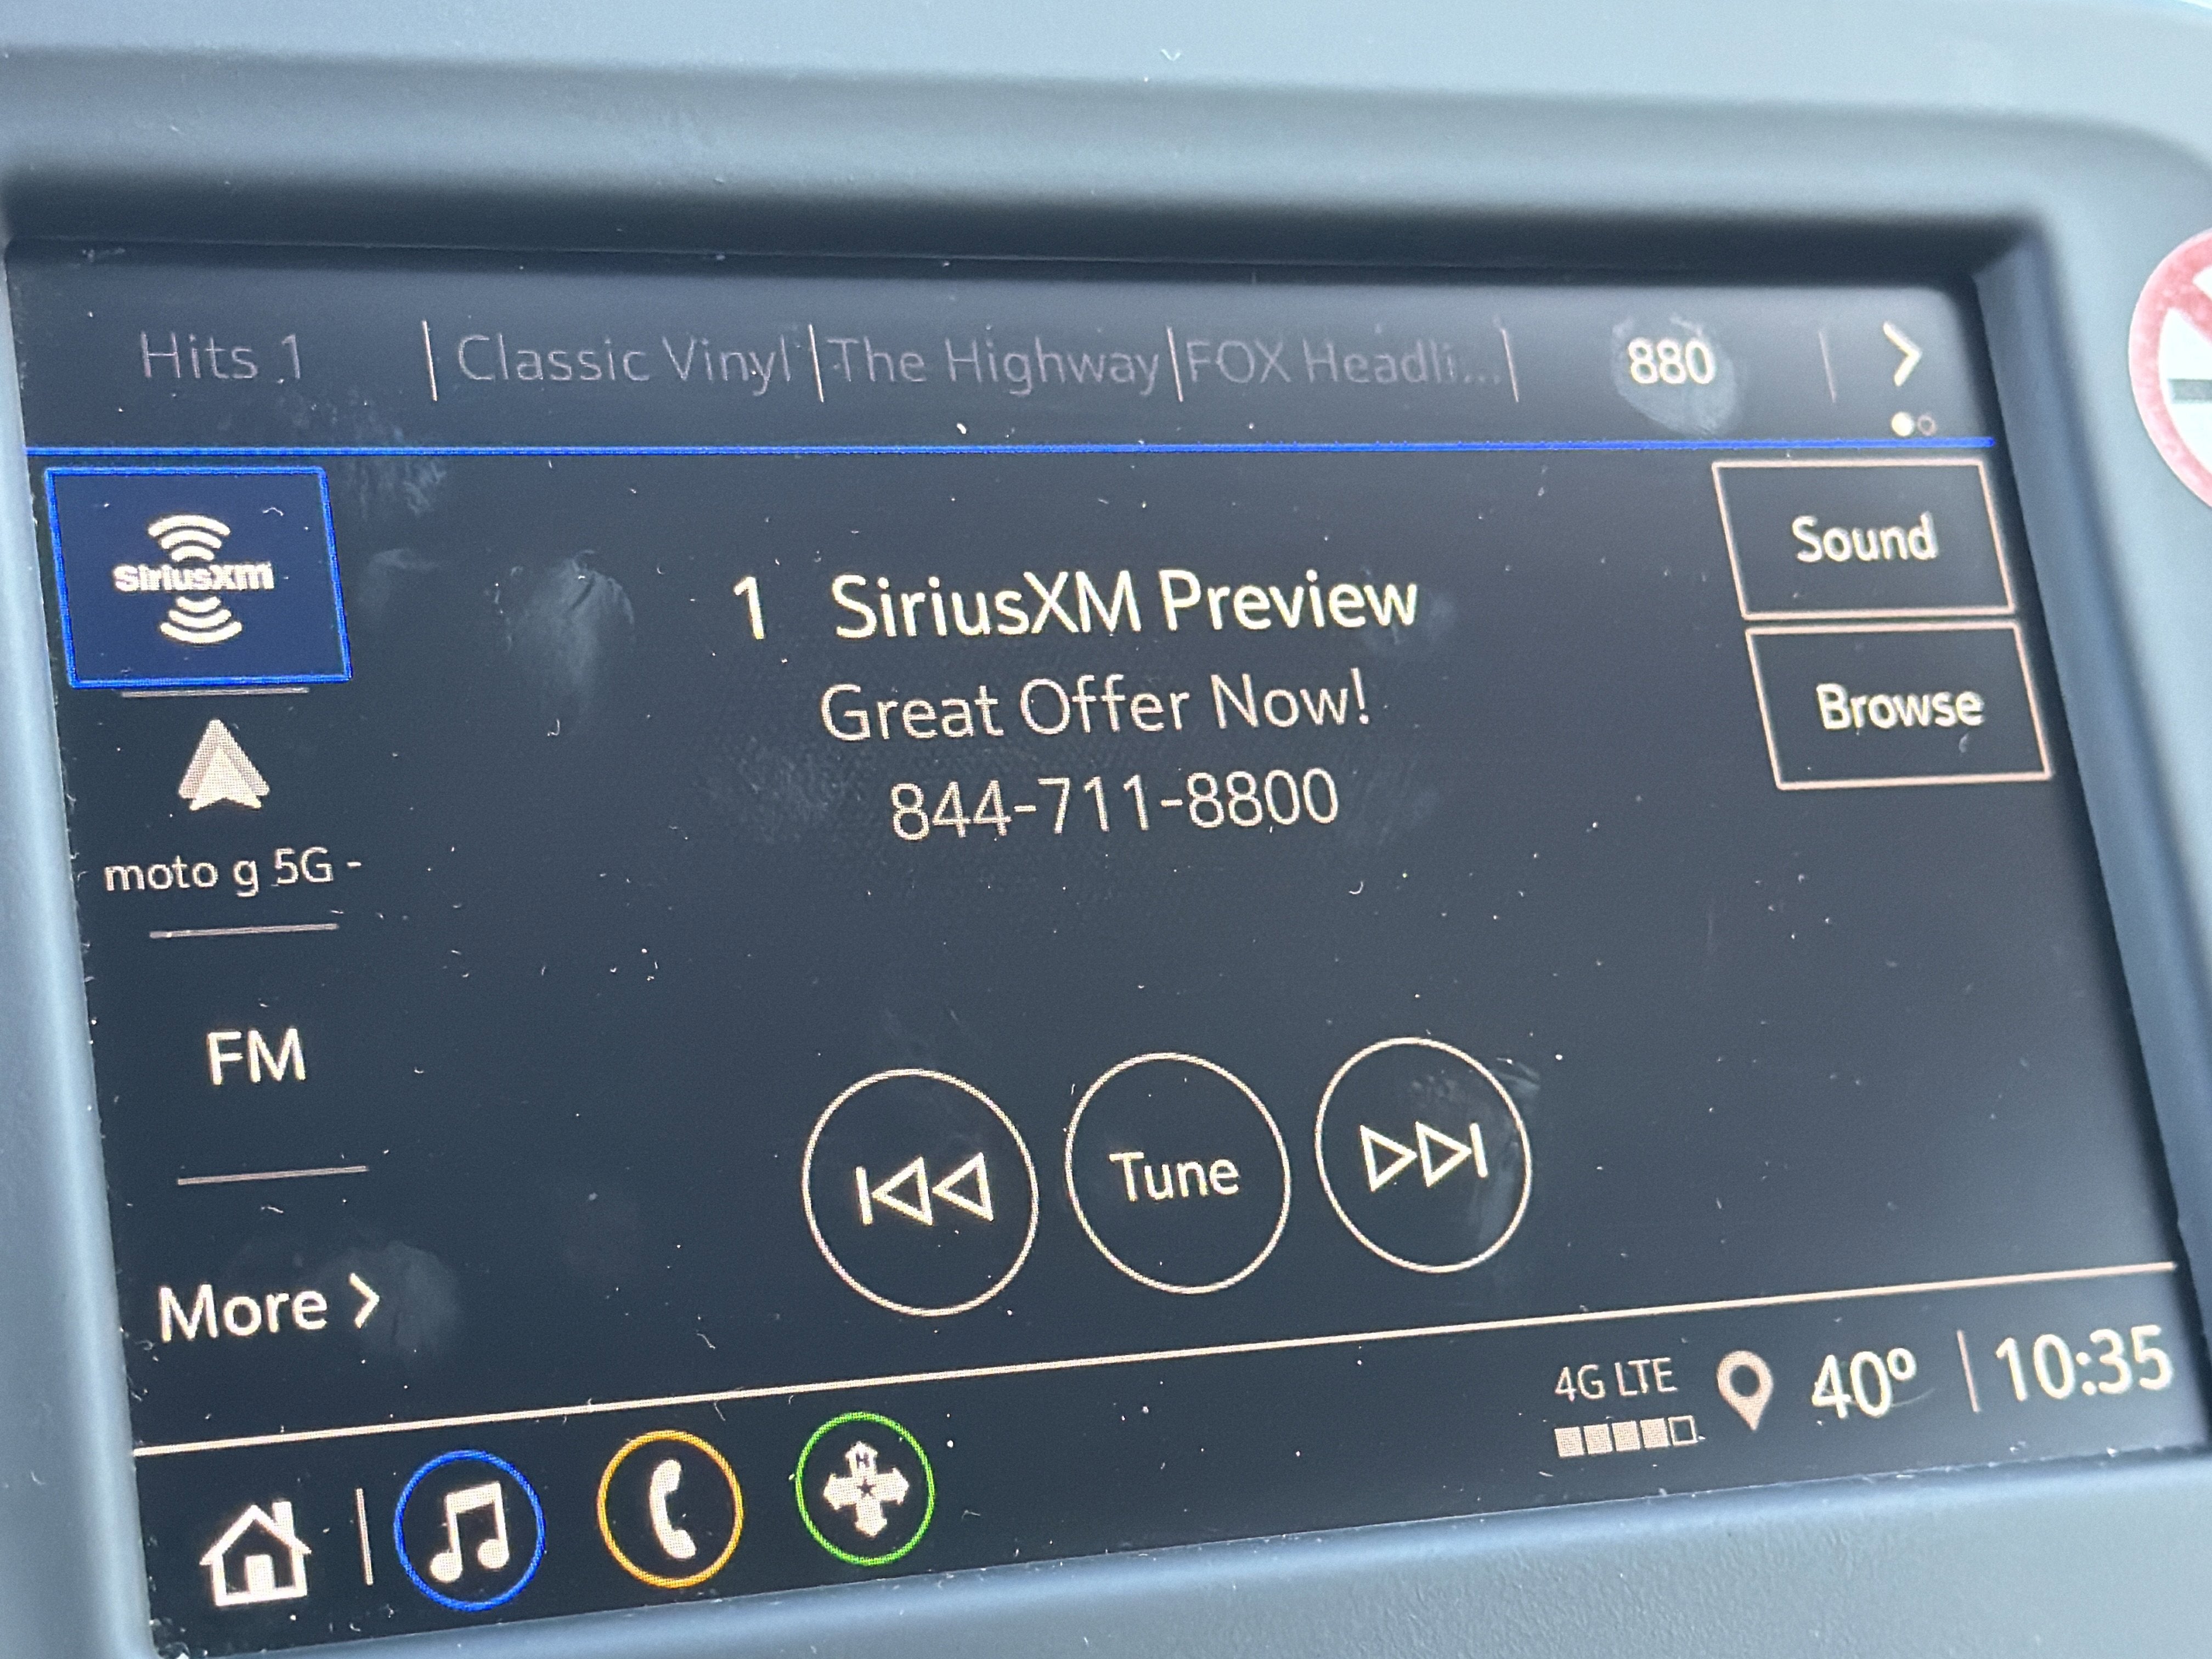 Hits 1 | Classic Vinyl | The Highway | FOX Headli... | 880 |
SiriusXM
1 SiriusXM Preview
Great Offer Now!
844-711-8800
Sound
Browse
moto g 5G -
FM
Tune
More
4G LTE
40º | 10:35
H